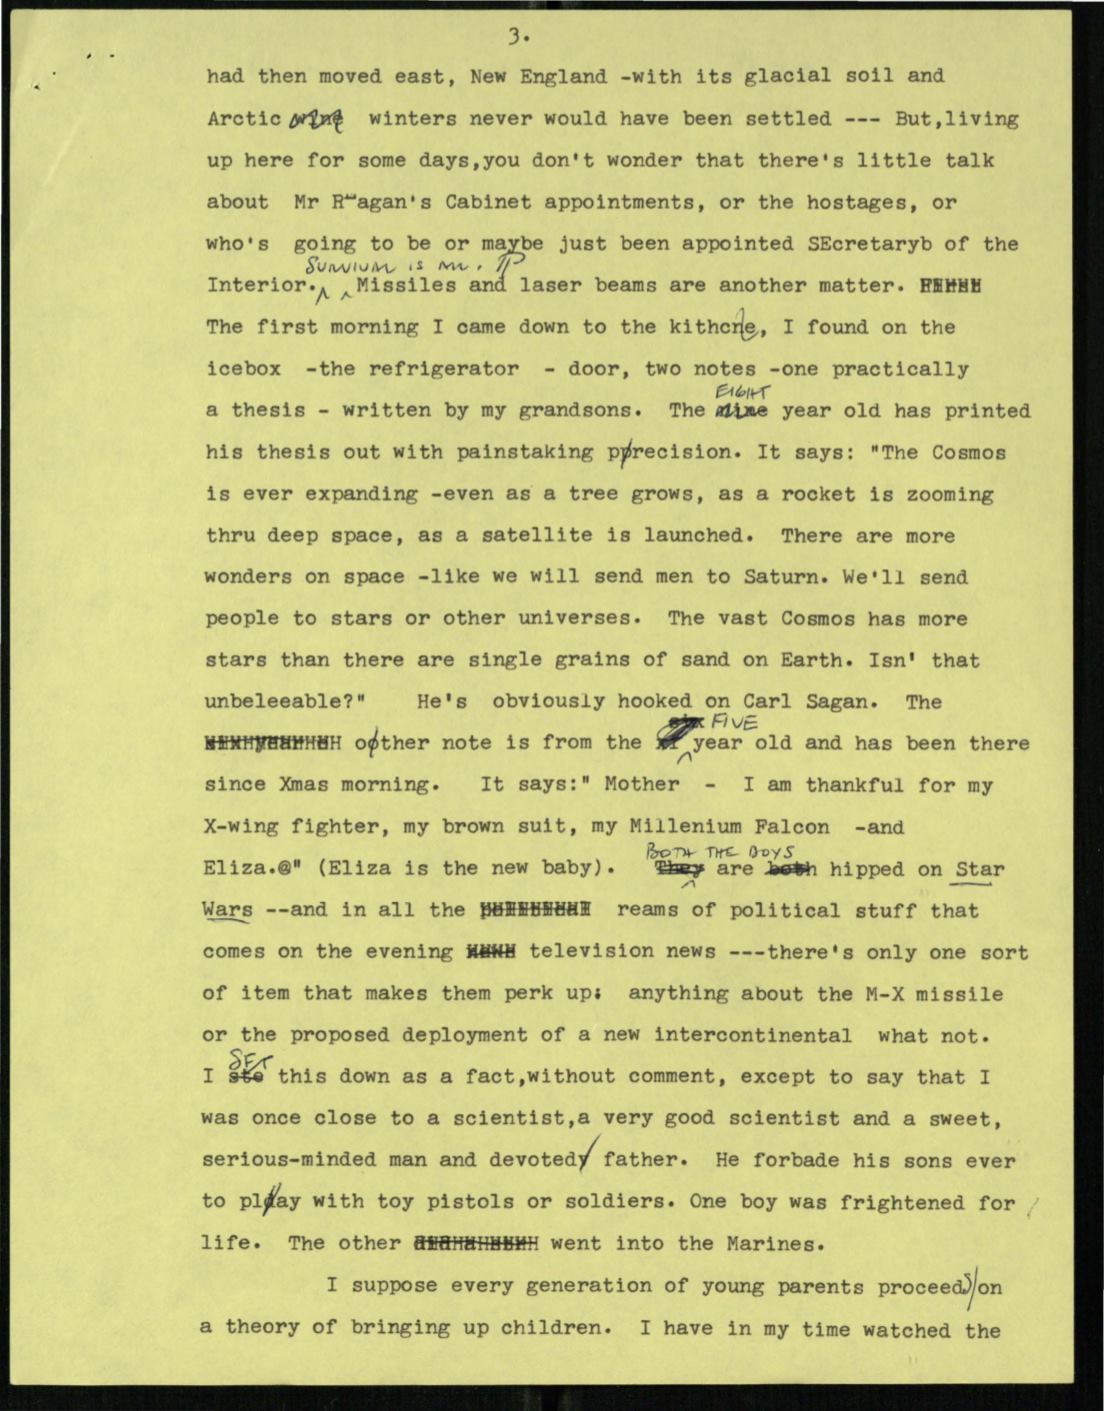 3.
had then moved east, New England -with its glacial soil and
Arctic winters never would have been settled --- But,living
up here for some days,you don't wonder that there's little talk
about Mr Reagan's Cabinet appointments, or the hostages, or
who's going to be or maybe just been appointed SEcretaryb of the
SURVIVAL IS ALL.
Interior. Missiles and laser beams are another matter.
The first morning I came down to the kithcne, I found on the
icebox -the refrigerator - door, two notes -one practically
EIGHT
a thesis - written by my grandsons. The nine year old has printed
his thesis out with painstaking precision. It says: "The Cosmos
is ever expanding -even as a tree grows, as a rocket is zooming
thru deep space, as a satellite is launched. There are more
wonders on space -like we will send men to Saturn. We'll send
people to stars or other universes. The vast Cosmos has more
stars than there are single grains of sand on Earth. Isn' that
unbeleeable?" He's obviously hooked on Carl Sagan. The
six FIVE
other note is from the year old and has been there
since Xmas morning. It says:" Mother - I am thankful for my
X-wing fighter, my brown suit, my Millenium Falcon -and
BOTH THE BOYS
Eliza.@" (Eliza is the new baby). They are both hipped on Star
Wars --and in all the reams of political stuff that
comes on the evening television news ---there's only one sort
of item that makes them perk up: anything about the M-X missile
or the proposed deployment of a new intercontinental what not.
SET
I ste this down as a fact,without comment, except to say that I
was once close to a scientist,a very good scientist and a sweet,
serious-minded man and devoted father. He forbade his sons ever
to play with toy pistols or soldiers. One boy was frightened for
life. The other went into the Marines.
I suppose every generation of young parents proceeds on
a theory of bringing up children. I have in my time watched the